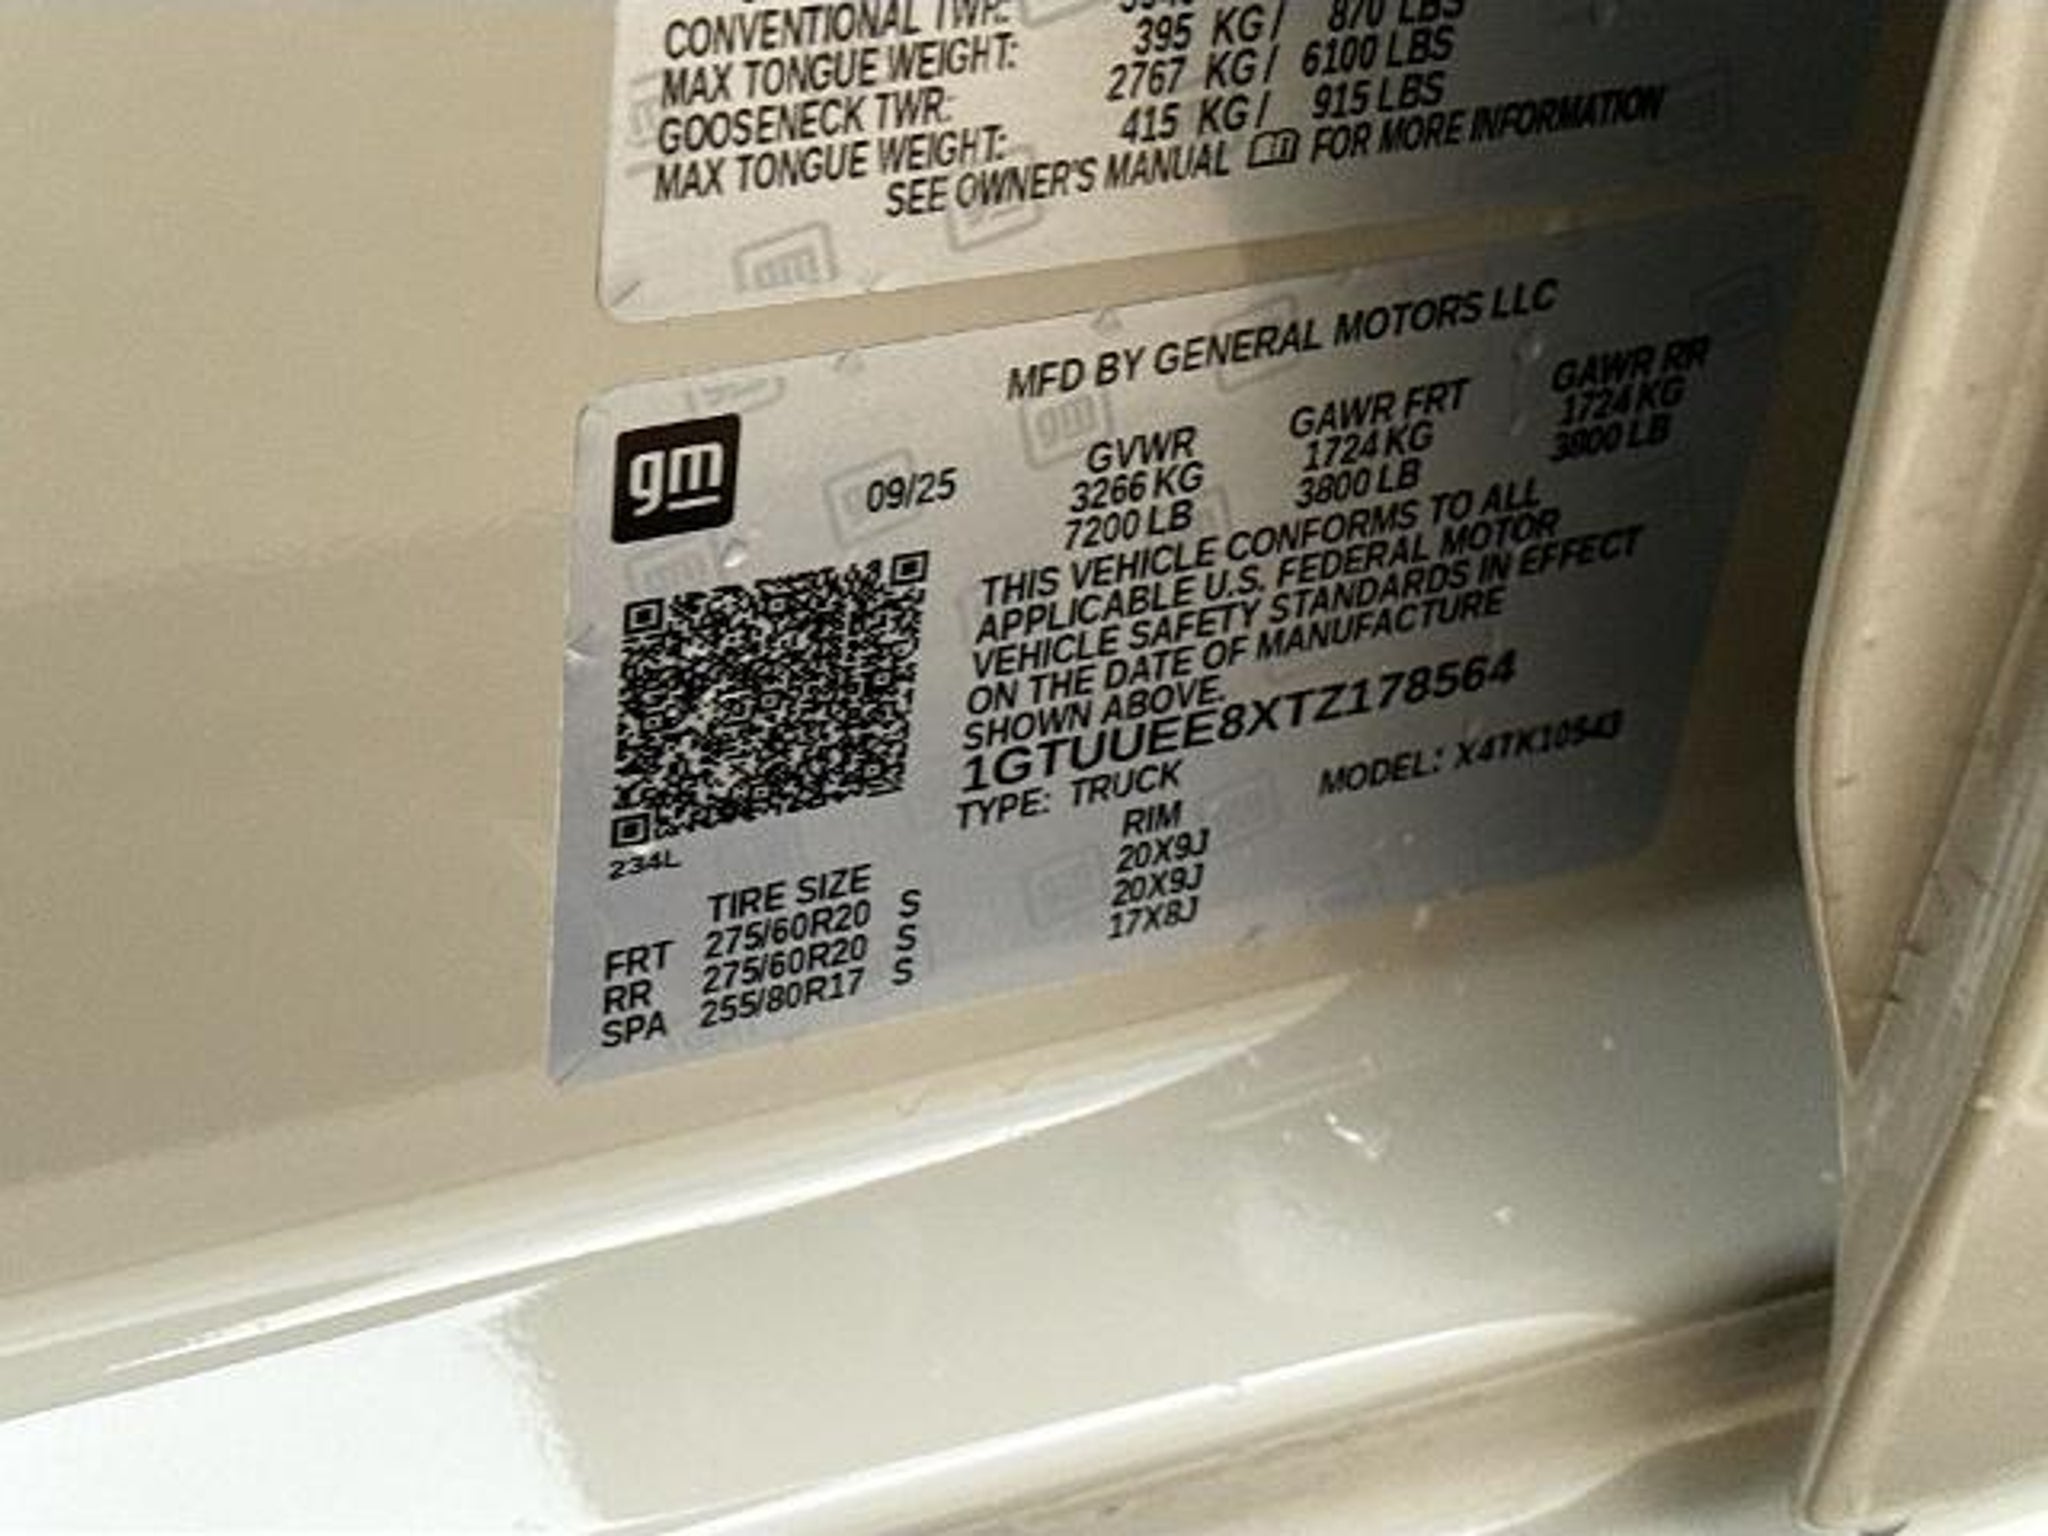 CONVENTIONAL TWR:
MAX TONGUE WEIGHT: 395 KG / 870 LBS
GOOSENECK TWR: 2767 KG / 6100 LBS
MAX TONGUE WEIGHT: 415 KG / 915 LBS
SEE OWNER'S MANUAL FOR MORE INFORMATION
MFD BY GENERAL MOTORS LLC
gm
09/25
GVWR GAWR FRT GAWR RR
3266 KG 1724 KG 1724 KG
7200 LB 3800 LB 3800 LB
THIS VEHICLE CONFORMS TO ALL
APPLICABLE U.S. FEDERAL MOTOR
VEHICLE SAFETY STANDARDS IN EFFECT
ON THE DATE OF MANUFACTURE
SHOWN ABOVE.
1GTUUEE8XTZ178564
TYPE: TRUCK MODEL: X4TK10543
234L
TIRE SIZE RIM
FRT 275/60R20 S 20X9J
RR 275/60R20 S 20X9J
SPA 255/80R17 S 17X8J